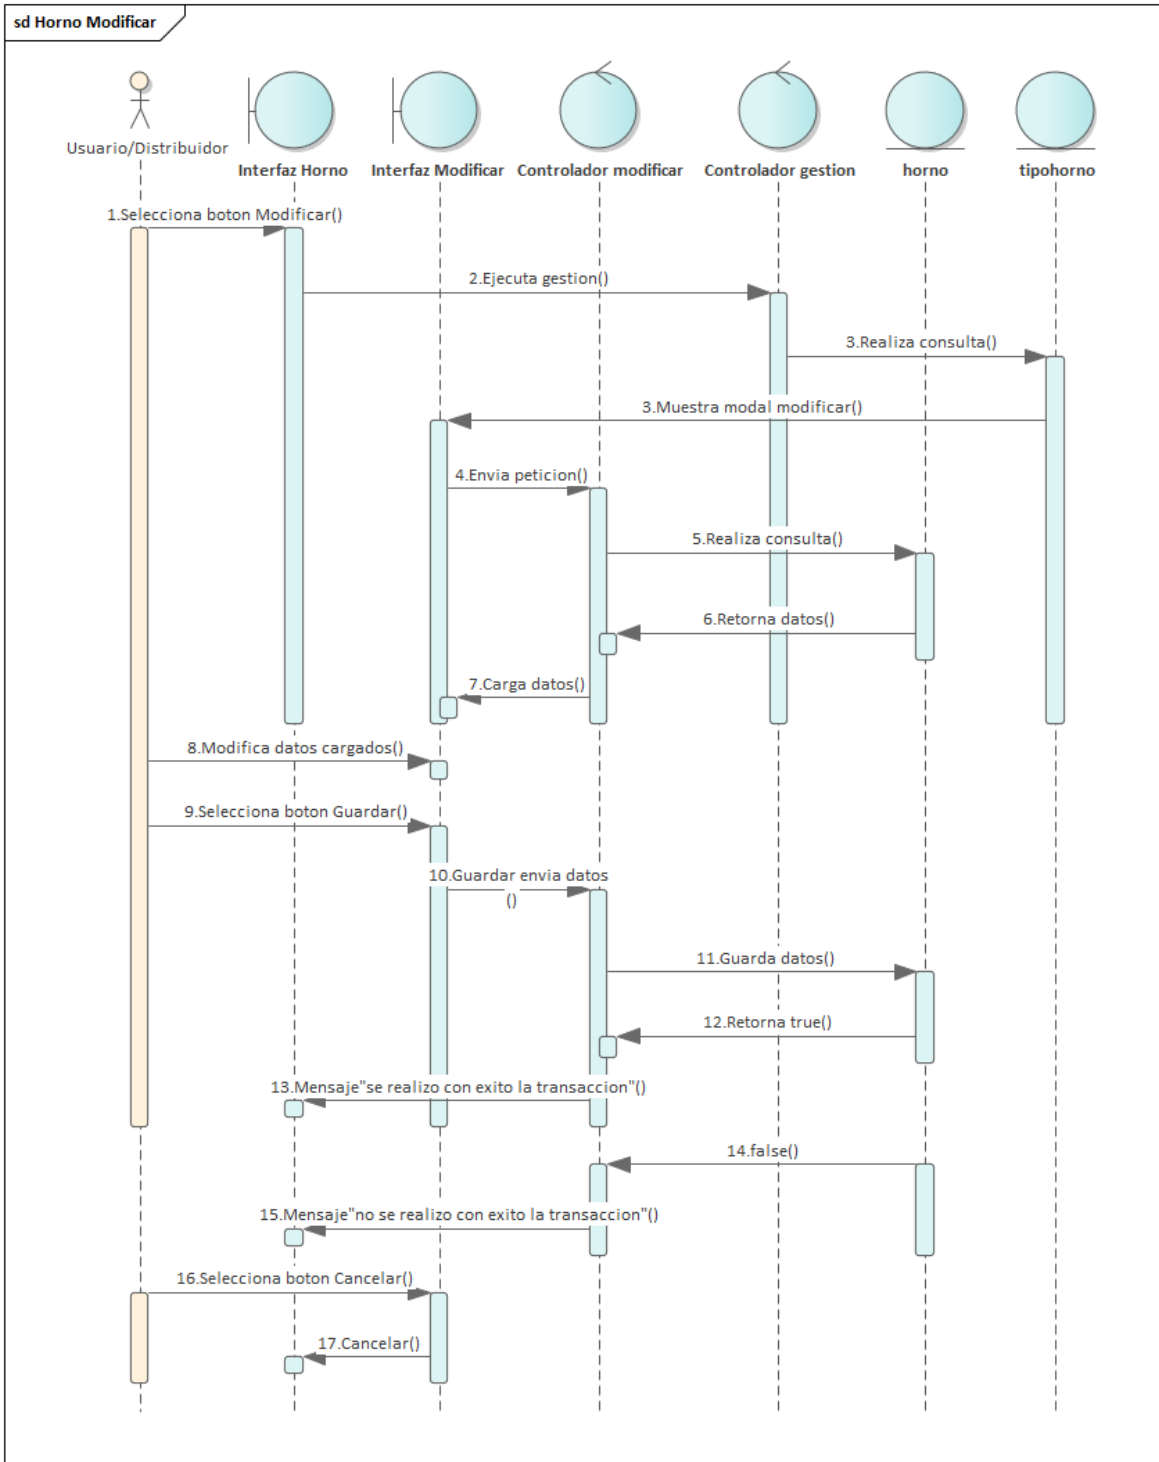 sd Horno Modificar
Usuario/Distribuidor
Interfaz Horno
Interfaz Modificar
Controlador modificar
Controlador gestion
horno
tipohorno
1.Selecciona boton Modificar()
2.Ejecuta gestion()
3.Realiza consulta()
3.Muestra modal modificar()
4.Envia peticion()
5.Realiza consulta()
6.Retorna datos()
7.Carga datos()
8.Modifica datos cargados()
9.Selecciona boton Guardar()
10.Guardar envia datos
()
11.Guarda datos()
12.Retorna true()
13.Mensaje"se realizo con exito la transaccion"()
14.false()
15.Mensaje"no se realizo con exito la transaccion"()
16.Selecciona boton Cancelar()
17.Cancelar()